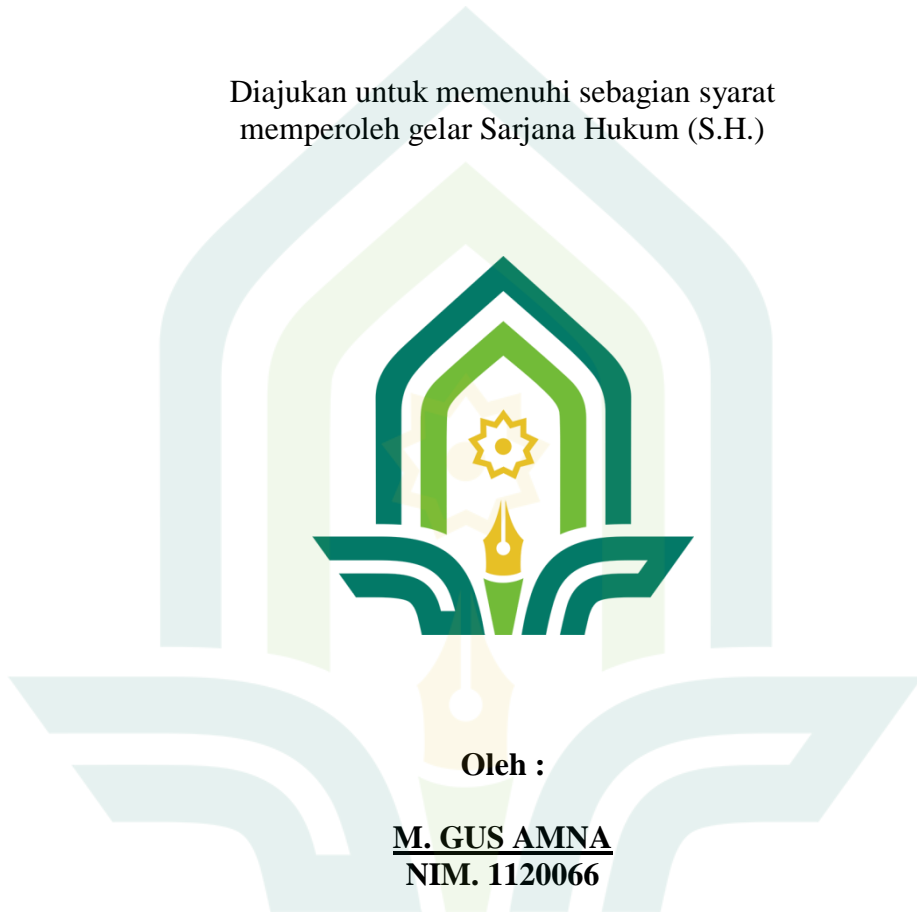 Diajukan untuk memenuhi sebagian syarat
memperoleh gelar Sarjana Hukum (S.H.)
Oleh :
M. GUS AMNA
NIM. 1120066